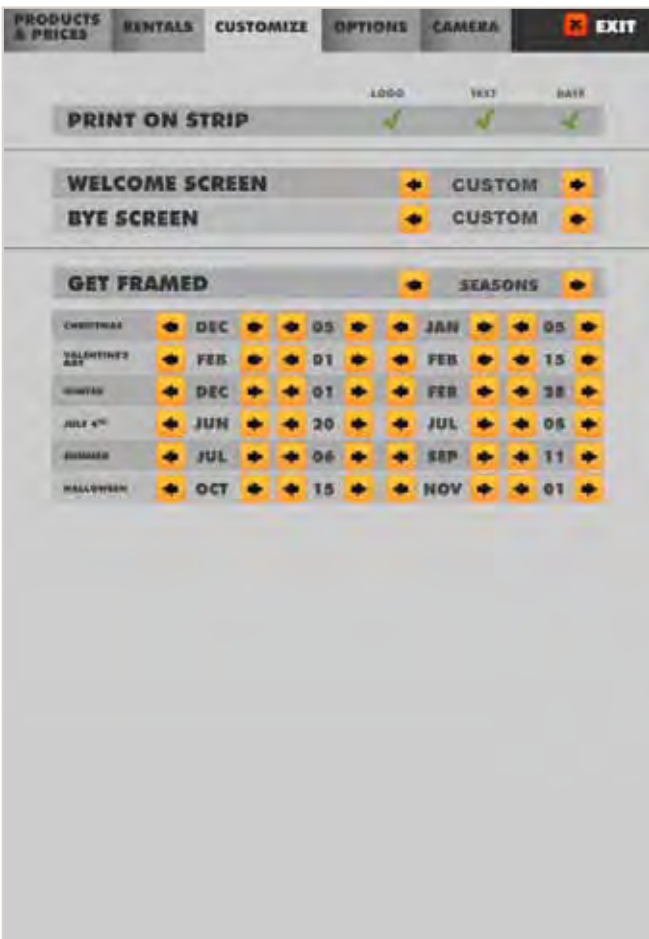 PRODUCTS & PRICES RENTALS CUSTOMIZE OPTIONS CAMERA EXIT
LOGO TEXT DATE
PRINT ON STRIP
WELCOME SCREEN CUSTOM
BYE SCREEN CUSTOM
GET FRAMED SEASONS
CHRISTMAS DEC 05 JAN 05
VALENTINE'S DAY FEB 01 FEB 15
DEC 01 FEB 28
JULY 4TH JUN 20 JUL 05
SUMMER JUL 06 SEP 11
HALLOWEEN OCT 15 NOV 01